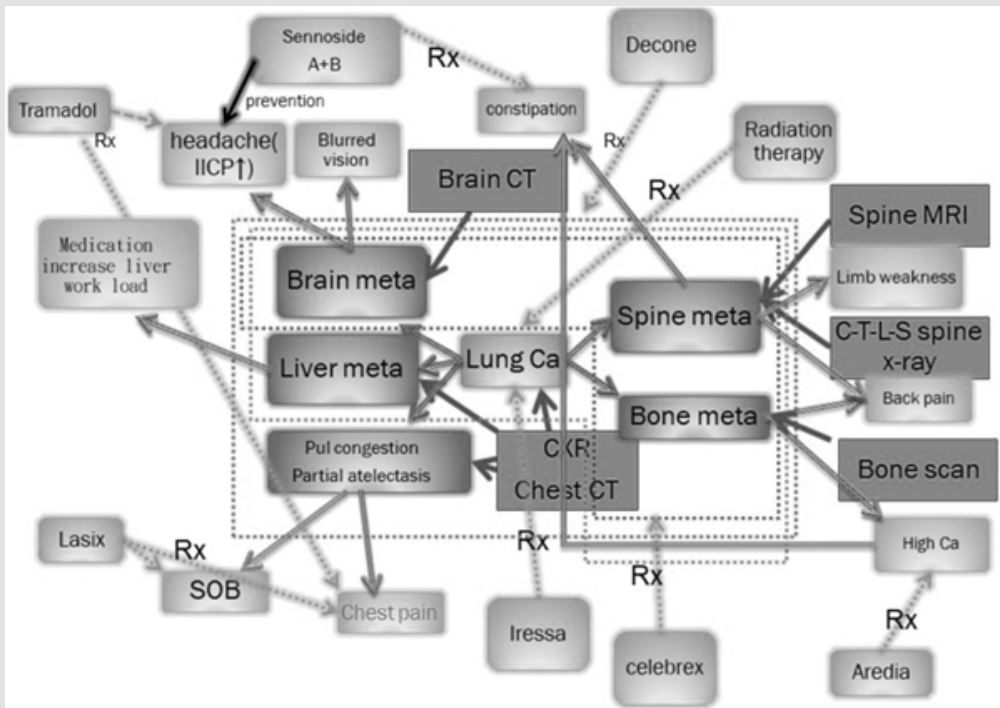 Sennoside
A+B
Rx
Decone
Tramadol
prevention
constipation
Rx
headache(
IICP↑)
Blurred
vision
Rx
Radiation
therapy
Brain CT
Rx
Spine MRI
Medication
increase liver
work load
Brain meta
Spine meta
Limb weakness
Liver meta
Lung Ca
C-T-L-S spine
x-ray
Back pain
Bone meta
Pul congestion
Partial atelectasis
CXR
Chest CT
Bone scan
Lasix
Rx
Rx
High Ca
SOB
Chest pain
Rx
Iressa
celebrex
Rx
Aredia